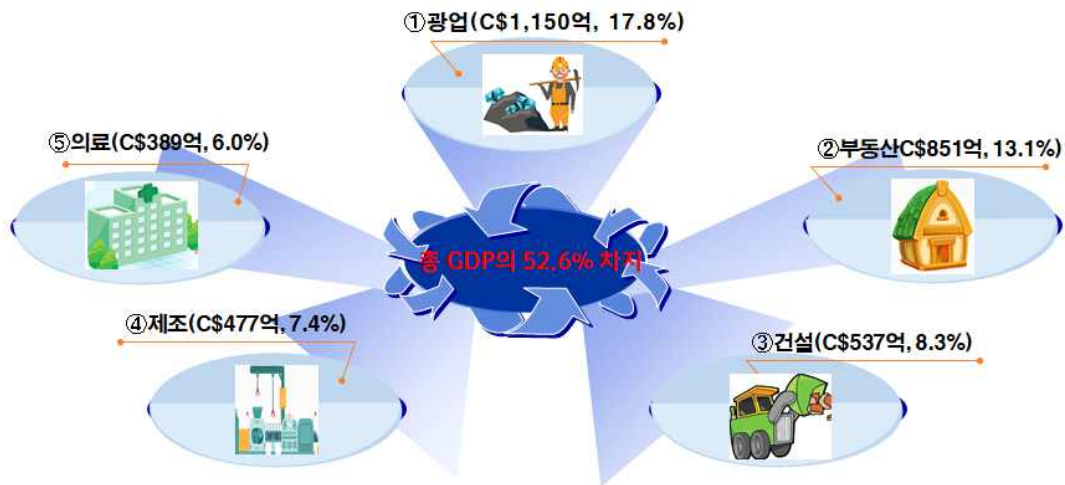 ①광업(C$1,150억, 17.8%)
⑤의료(C$389억, 6.0%)
②부동산C$851억, 13.1%)
총 GDP의 52.6% 차지
④제조(C$477억, 7.4%)
③건설(C$537억, 8.3%)